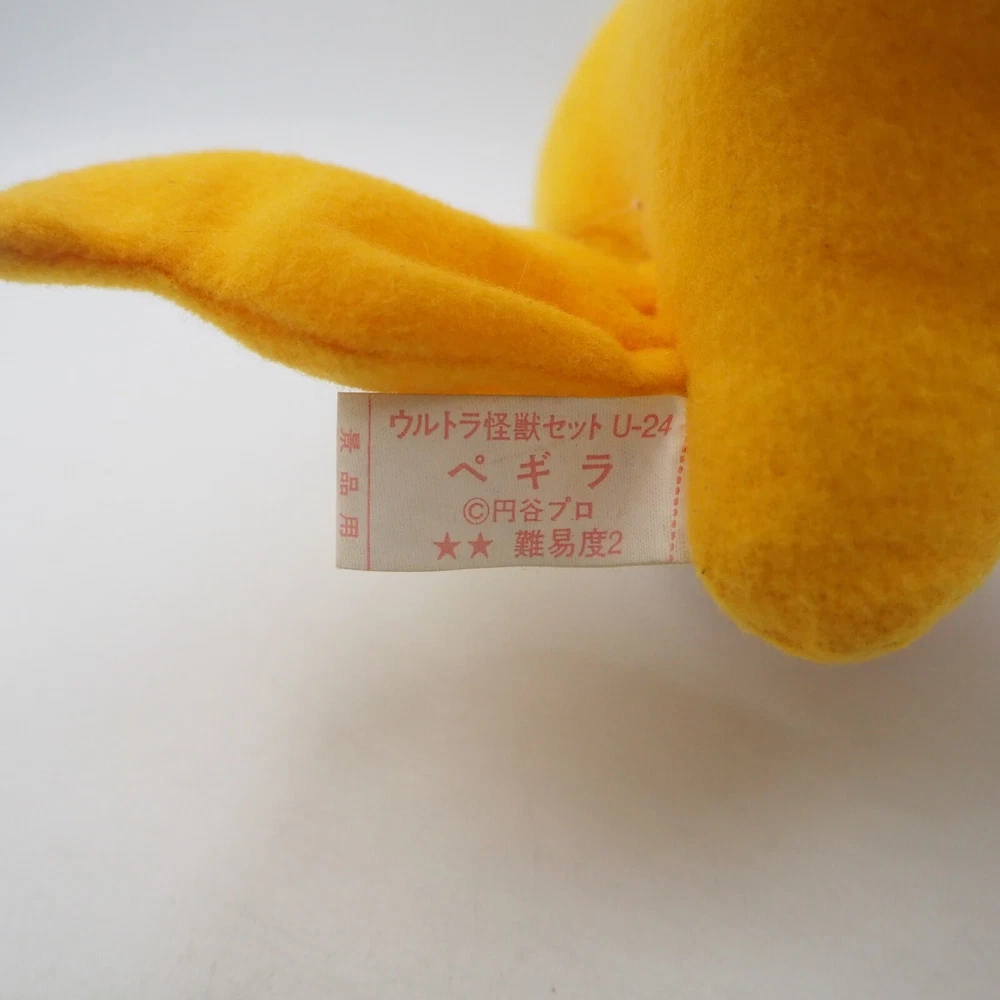 景品用
ウルトラ怪獣セット U-24
ペギラ
©円谷プロ
★★ 難易度2